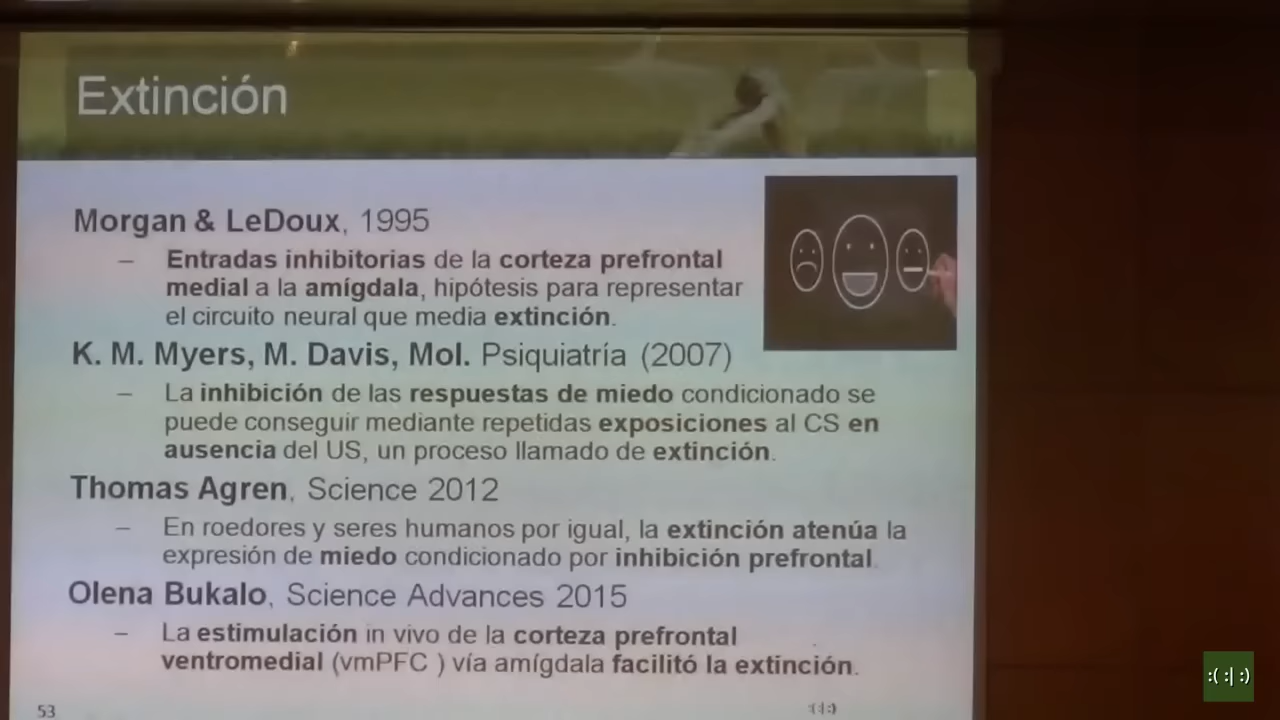 Extinción
Morgan & LeDoux, 1995
– Entradas inhibitorias de la corteza prefrontal
medial a la amígdala, hipótesis para representar
el circuito neural que media extinción.
K. M. Myers, M. Davis, Mol. Psiquiatría (2007)
– La inhibición de las respuestas de miedo condicionado se
puede conseguir mediante repetidas exposiciones al CS en
ausencia del US, un proceso llamado de extinción.
Thomas Agren, Science 2012
– En roedores y seres humanos por igual, la extinción atenúa la
expresión de miedo condicionado por inhibición prefrontal.
Olena Bukalo, Science Advances 2015
– La estimulación in vivo de la corteza prefrontal
ventromedial (vmPFC ) vía amígdala facilitó la extinción.
53
:(:|:)
:( :| :)